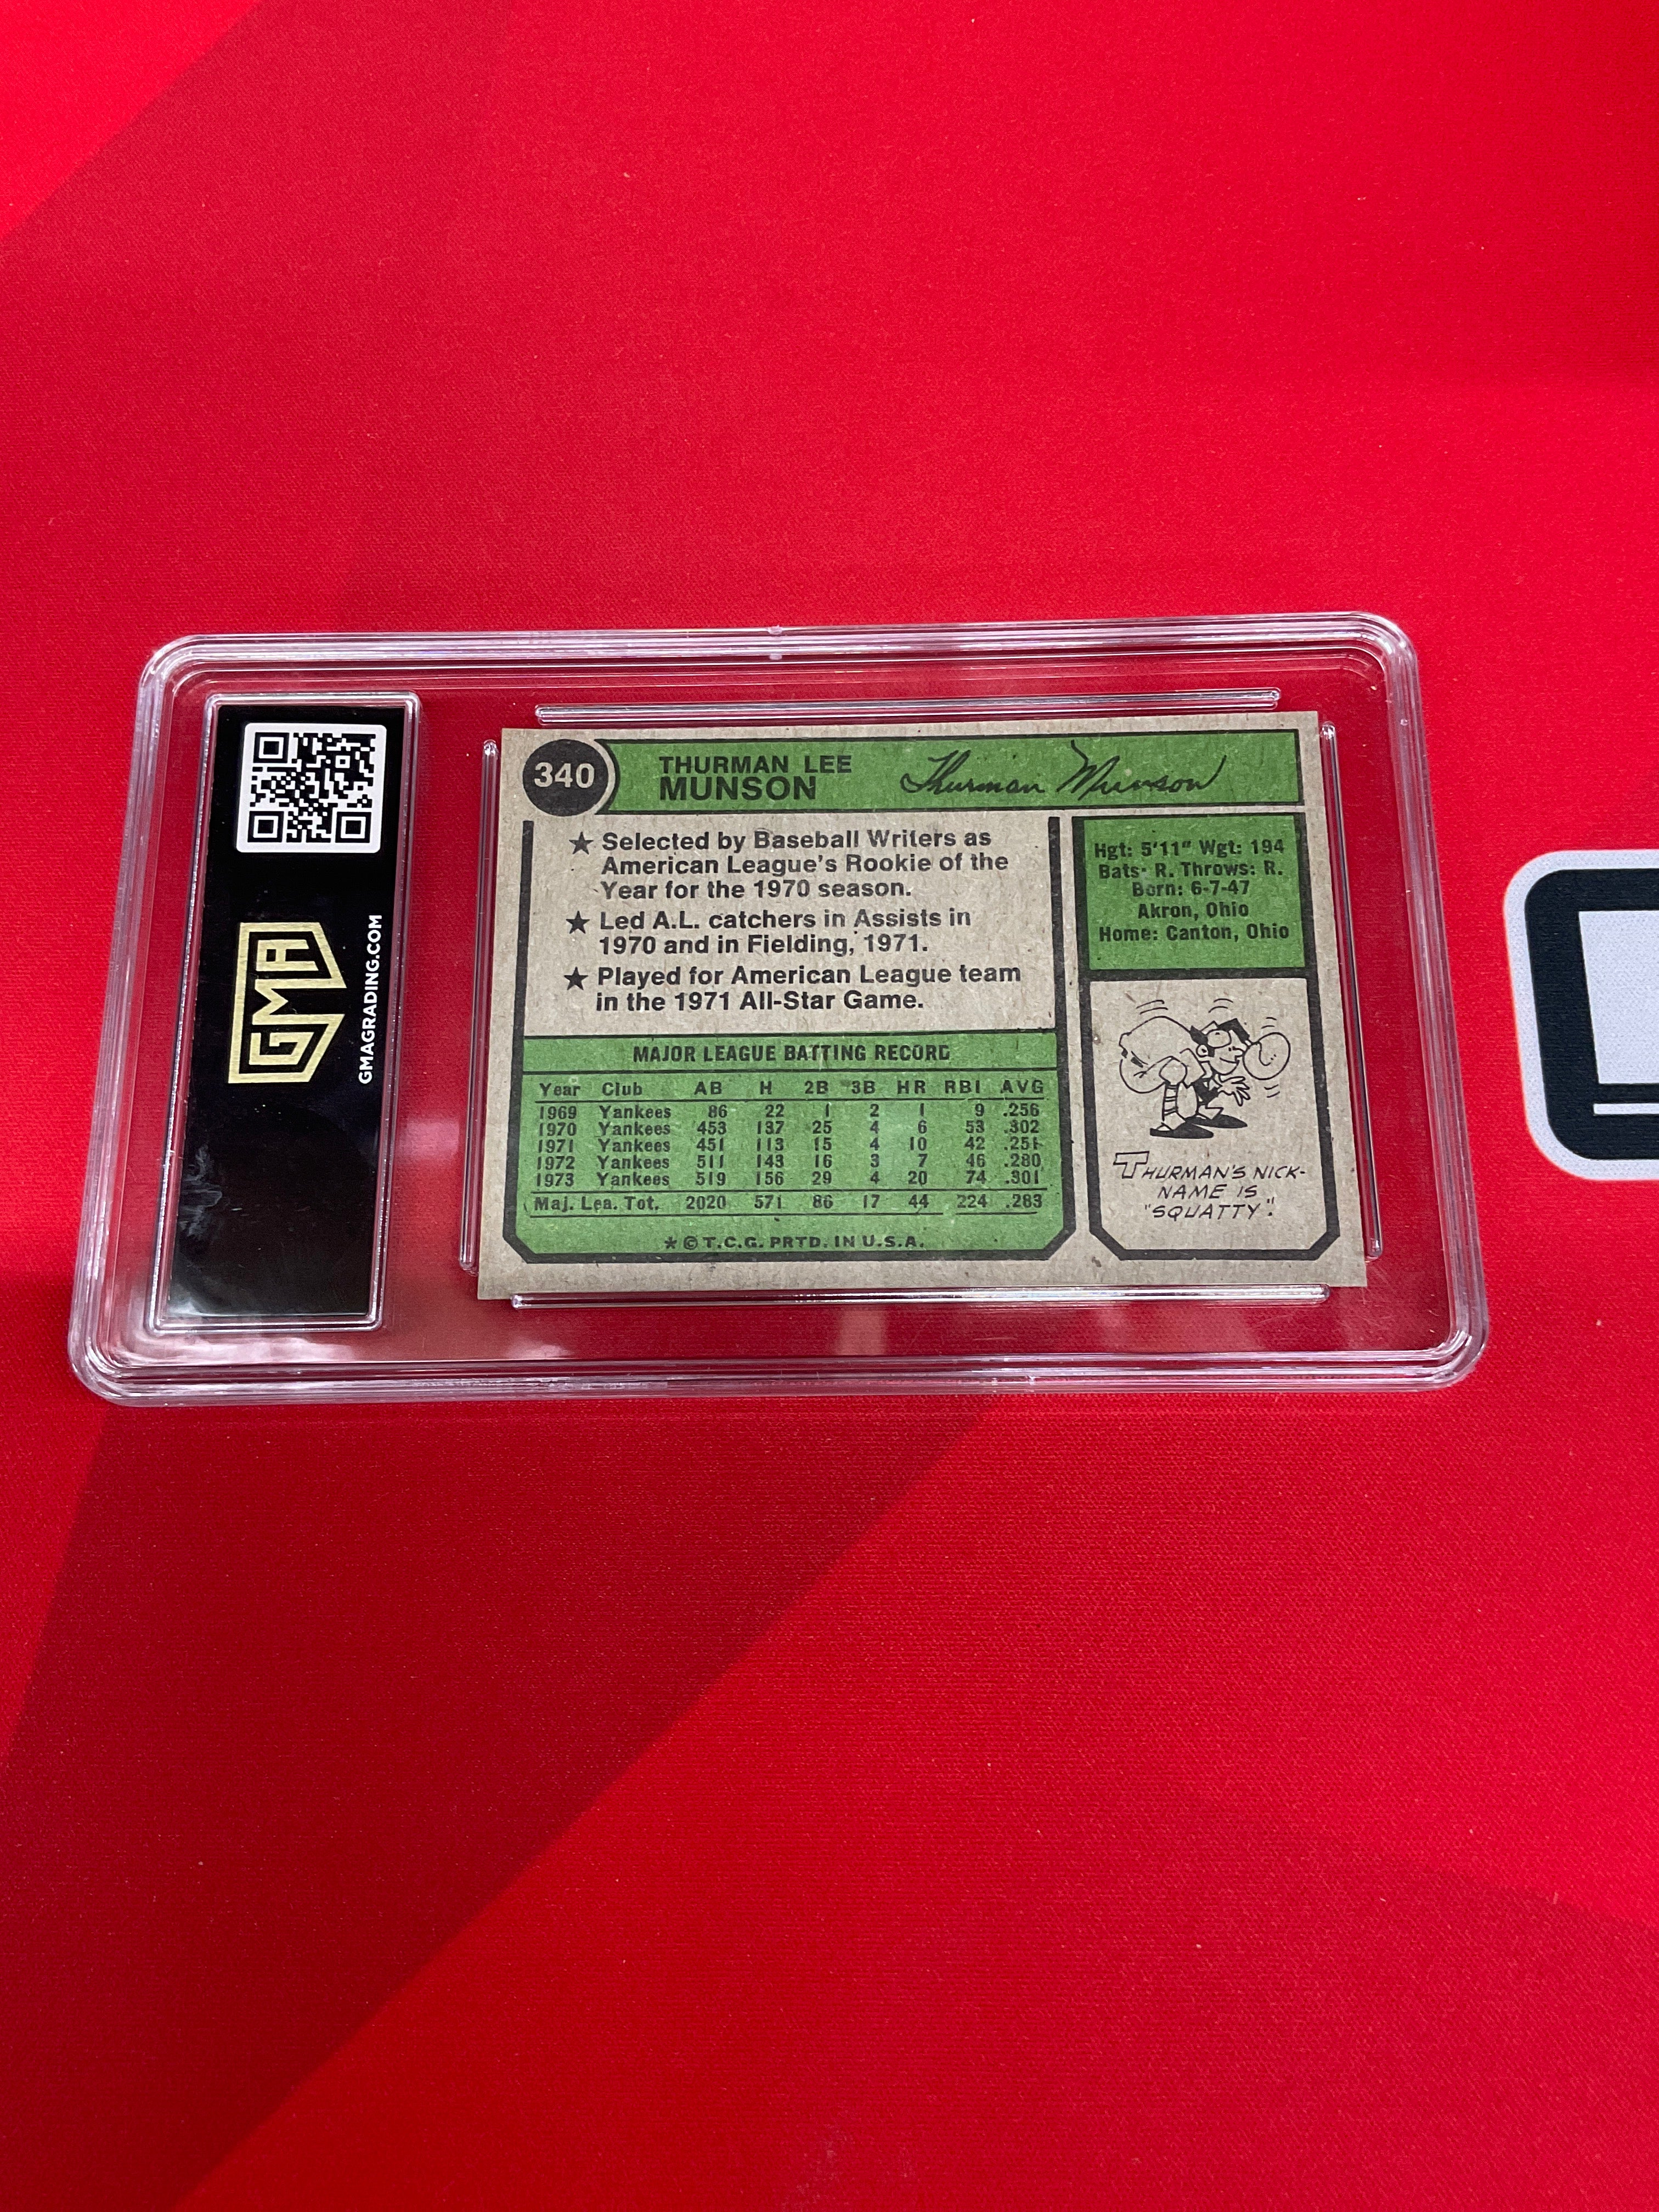 GMA
GMAGRADING.COM
340
THURMAN LEE
MUNSON
Thurman Munson
★ Selected by Baseball Writers as
American League's Rookie of the
Year for the 1970 season.
★ Led A.L. catchers in Assists in
1970 and in Fielding, 1971.
★ Played for American League team
in the 1971 All-Star Game.
MAJOR LEAGUE BATTING RECORD
Year Club AB H 2B 3B HR RBI AVG
1969 Yankees 86 22 1 2 1 9 .256
1970 Yankees 453 137 25 4 6 53 .302
1971 Yankees 451 113 15 4 10 42 .251
1972 Yankees 511 143 16 3 7 46 .280
1973 Yankees 519 156 29 4 20 74 .301
Maj. Lea. Tot. 2020 571 86 17 44 224 .283
★ © T.C.G. PRTD. IN U.S.A.
Hgt: 5'11" Wgt: 194
Bats: R. Throws: R.
Born: 6-7-47
Akron, Ohio
Home: Canton, Ohio
THURMAN'S NICK-
NAME IS
"SQUATTY".